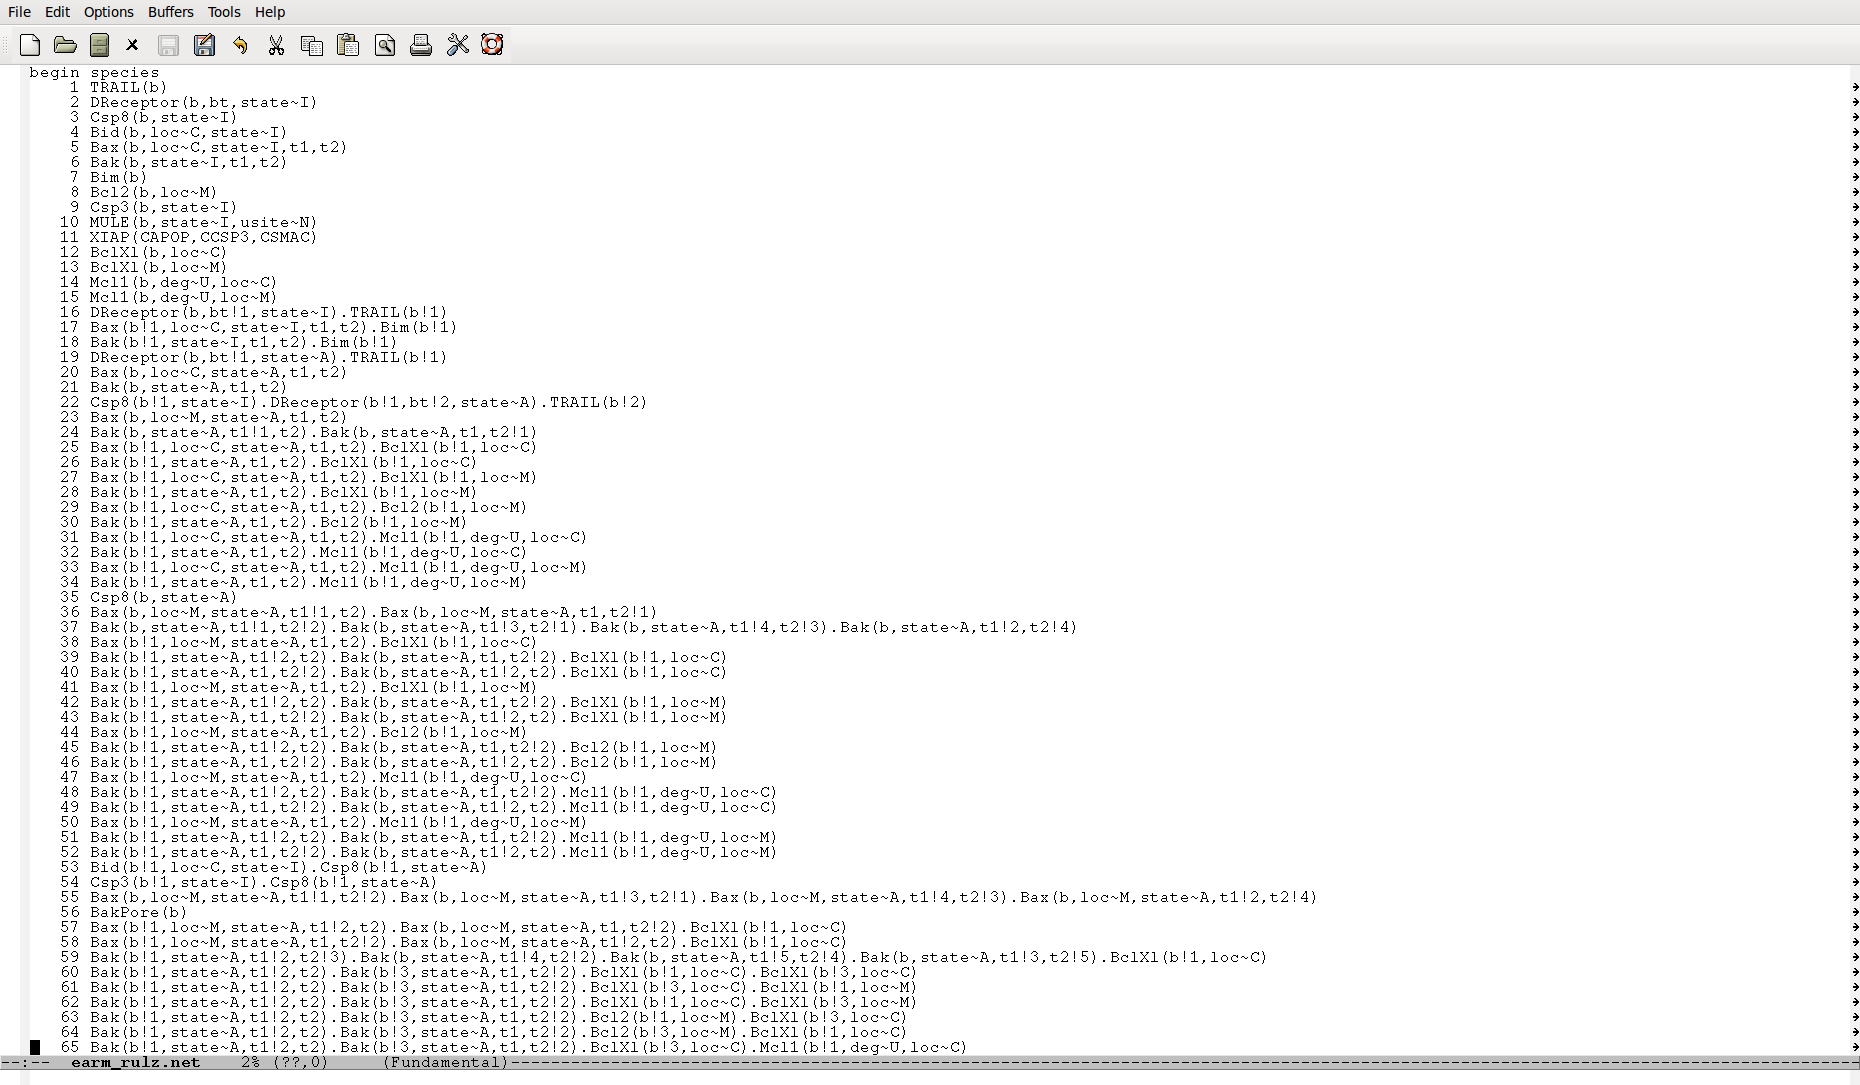 File Edit Options Buffers Tools Help
begin species
1 TRAIL(b)
2 DReceptor(b,bt,state~I)
3 Csp8(b,state~I)
4 Bid(b,loc~C,state~I)
5 Bax(b,loc~C,state~I,t1,t2)
6 Bak(b,state~I,t1,t2)
7 Bim(b)
8 Bcl2(b,loc~M)
9 Csp3(b,state~I)
10 MULE(b,state~I,usite~N)
11 XIAP(CAPOP,CCSP3,CSMAC)
12 BclXl(b,loc~C)
13 BclXl(b,loc~M)
14 Mcl1(b,deg~U,loc~C)
15 Mcl1(b,deg~U,loc~M)
16 DReceptor(b,bt!1,state~I).TRAIL(b!1)
17 Bax(b!1,loc~C,state~I,t1,t2).Bim(b!1)
18 Bak(b!1,state~I,t1,t2).Bim(b!1)
19 DReceptor(b,bt!1,state~A).TRAIL(b!1)
20 Bax(b,loc~C,state~A,t1,t2)
21 Bak(b,state~A,t1,t2)
22 Csp8(b!1,state~I).DReceptor(b!1,bt!2,state~A).TRAIL(b!2)
23 Bax(b,loc~M,state~A,t1,t2)
24 Bak(b,state~A,t1!1,t2).Bak(b,state~A,t1,t2!1)
25 Bax(b!1,loc~C,state~A,t1,t2).BclXl(b!1,loc~C)
26 Bak(b!1,state~A,t1,t2).BclXl(b!1,loc~C)
27 Bax(b!1,loc~C,state~A,t1,t2).BclXl(b!1,loc~M)
28 Bak(b!1,state~A,t1,t2).BclXl(b!1,loc~M)
29 Bax(b!1,loc~C,state~A,t1,t2).Bcl2(b!1,loc~M)
30 Bak(b!1,state~A,t1,t2).Bcl2(b!1,loc~M)
31 Bax(b!1,loc~C,state~A,t1,t2).Mcl1(b!1,deg~U,loc~C)
32 Bak(b!1,state~A,t1,t2).Mcl1(b!1,deg~U,loc~C)
33 Bax(b!1,loc~C,state~A,t1,t2).Mcl1(b!1,deg~U,loc~M)
34 Bak(b!1,state~A,t1,t2).Mcl1(b!1,deg~U,loc~M)
35 Csp8(b,state~A)
36 Bax(b,loc~M,state~A,t1!1,t2).Bax(b,loc~M,state~A,t1,t2!1)
37 Bak(b,state~A,t1!1,t2!2).Bak(b,state~A,t1!3,t2!1).Bak(b,state~A,t1!4,t2!3).Bak(b,state~A,t1!2,t2!4)
38 Bax(b!1,loc~M,state~A,t1,t2).BclXl(b!1,loc~C)
39 Bak(b!1,state~A,t1!2,t2).Bak(b,state~A,t1,t2!2).BclXl(b!1,loc~C)
40 Bak(b!1,state~A,t1,t2!2).Bak(b,state~A,t1!2,t2).BclXl(b!1,loc~C)
41 Bax(b!1,loc~M,state~A,t1,t2).BclXl(b!1,loc~M)
42 Bak(b!1,state~A,t1!2,t2).Bak(b,state~A,t1,t2!2).BclXl(b!1,loc~M)
43 Bak(b!1,state~A,t1,t2!2).Bak(b,state~A,t1!2,t2).BclXl(b!1,loc~M)
44 Bax(b!1,loc~M,state~A,t1,t2).Bcl2(b!1,loc~M)
45 Bak(b!1,state~A,t1!2,t2).Bak(b,state~A,t1,t2!2).Bcl2(b!1,loc~M)
46 Bak(b!1,state~A,t1,t2!2).Bak(b,state~A,t1!2,t2).Bcl2(b!1,loc~M)
47 Bax(b!1,loc~M,state~A,t1,t2).Mcl1(b!1,deg~U,loc~C)
48 Bak(b!1,state~A,t1!2,t2).Bak(b,state~A,t1,t2!2).Mcl1(b!1,deg~U,loc~C)
49 Bak(b!1,state~A,t1,t2!2).Bak(b,state~A,t1!2,t2).Mcl1(b!1,deg~U,loc~C)
50 Bax(b!1,loc~M,state~A,t1,t2).Mcl1(b!1,deg~U,loc~M)
51 Bak(b!1,state~A,t1!2,t2).Bak(b,state~A,t1,t2!2).Mcl1(b!1,deg~U,loc~M)
52 Bak(b!1,state~A,t1,t2!2).Bak(b,state~A,t1!2,t2).Mcl1(b!1,deg~U,loc~M)
53 Bid(b!1,loc~C,state~I).Csp8(b!1,state~A)
54 Csp3(b!1,state~I).Csp8(b!1,state~A)
55 Bax(b,loc~M,state~A,t1!1,t2!2).Bax(b,loc~M,state~A,t1!3,t2!1).Bax(b,loc~M,state~A,t1!4,t2!3).Bax(b,loc~M,state~A,t1!2,t2!4)
56 BakPore(b)
57 Bax(b!1,loc~M,state~A,t1!2,t2).Bax(b,loc~M,state~A,t1,t2!2).BclXl(b!1,loc~C)
58 Bax(b!1,loc~M,state~A,t1,t2!2).Bax(b,loc~M,state~A,t1!2,t2).BclXl(b!1,loc~C)
59 Bak(b!1,state~A,t1!2,t2!3).Bak(b,state~A,t1!4,t2!2).Bak(b,state~A,t1!5,t2!4).Bak(b,state~A,t1!3,t2!5).BclXl(b!1,loc~C)
60 Bak(b!1,state~A,t1!2,t2).Bak(b!3,state~A,t1,t2!2).BclXl(b!1,loc~C).BclXl(b!3,loc~C)
61 Bak(b!1,state~A,t1!2,t2).Bak(b!3,state~A,t1,t2!2).BclXl(b!3,loc~C).BclXl(b!1,loc~M)
62 Bak(b!1,state~A,t1!2,t2).Bak(b!3,state~A,t1,t2!2).BclXl(b!1,loc~C).BclXl(b!3,loc~M)
63 Bak(b!1,state~A,t1!2,t2).Bak(b!3,state~A,t1,t2!2).Bcl2(b!1,loc~M).BclXl(b!3,loc~C)
64 Bak(b!1,state~A,t1!2,t2).Bak(b!3,state~A,t1,t2!2).Bcl2(b!3,loc~M).BclXl(b!1,loc~C)
65 Bak(b!1,state~A,t1!2,t2).Bak(b!3,state~A,t1,t2!2).BclXl(b!3,loc~C).Mcl1(b!1,deg~U,loc~C)
--:-- earm_rulz.net 2% (??,0) (Fundamental)